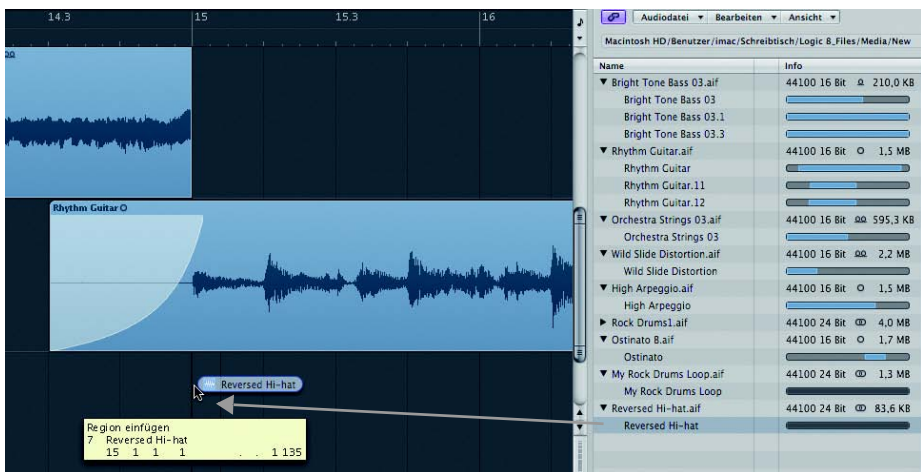 14.3 15 15.3 16
Rhythm Guitar
Reversed Hi-hat
Region einfügen
7 Reversed Hi-hat
15 1 1 1 . . 1 135
Audiodatei Bearbeiten Ansicht
Macintosh HD/Benutzer/imac/Schreibtisch/Logic 8_Files/Media/New
Name Info
Bright Tone Bass 03.aif 44100 16 Bit 210,0 KB
Bright Tone Bass 03
Bright Tone Bass 03.1
Bright Tone Bass 03.3
Rhythm Guitar.aif 44100 16 Bit 1,5 MB
Rhythm Guitar
Rhythm Guitar.11
Rhythm Guitar.12
Orchestra Strings 03.aif 44100 16 Bit 595,3 KB
Orchestra Strings 03
Wild Slide Distortion.aif 44100 16 Bit 2,2 MB
Wild Slide Distortion
High Arpeggio.aif 44100 16 Bit 1,5 MB
High Arpeggio
Rock Drums1.aif 44100 24 Bit 4,0 MB
Ostinato B.aif 44100 16 Bit 1,7 MB
Ostinato
My Rock Drums Loop.aif 44100 24 Bit 1,3 MB
My Rock Drums Loop
Reversed Hi-hat.aif 44100 24 Bit 83,6 KB
Reversed Hi-hat